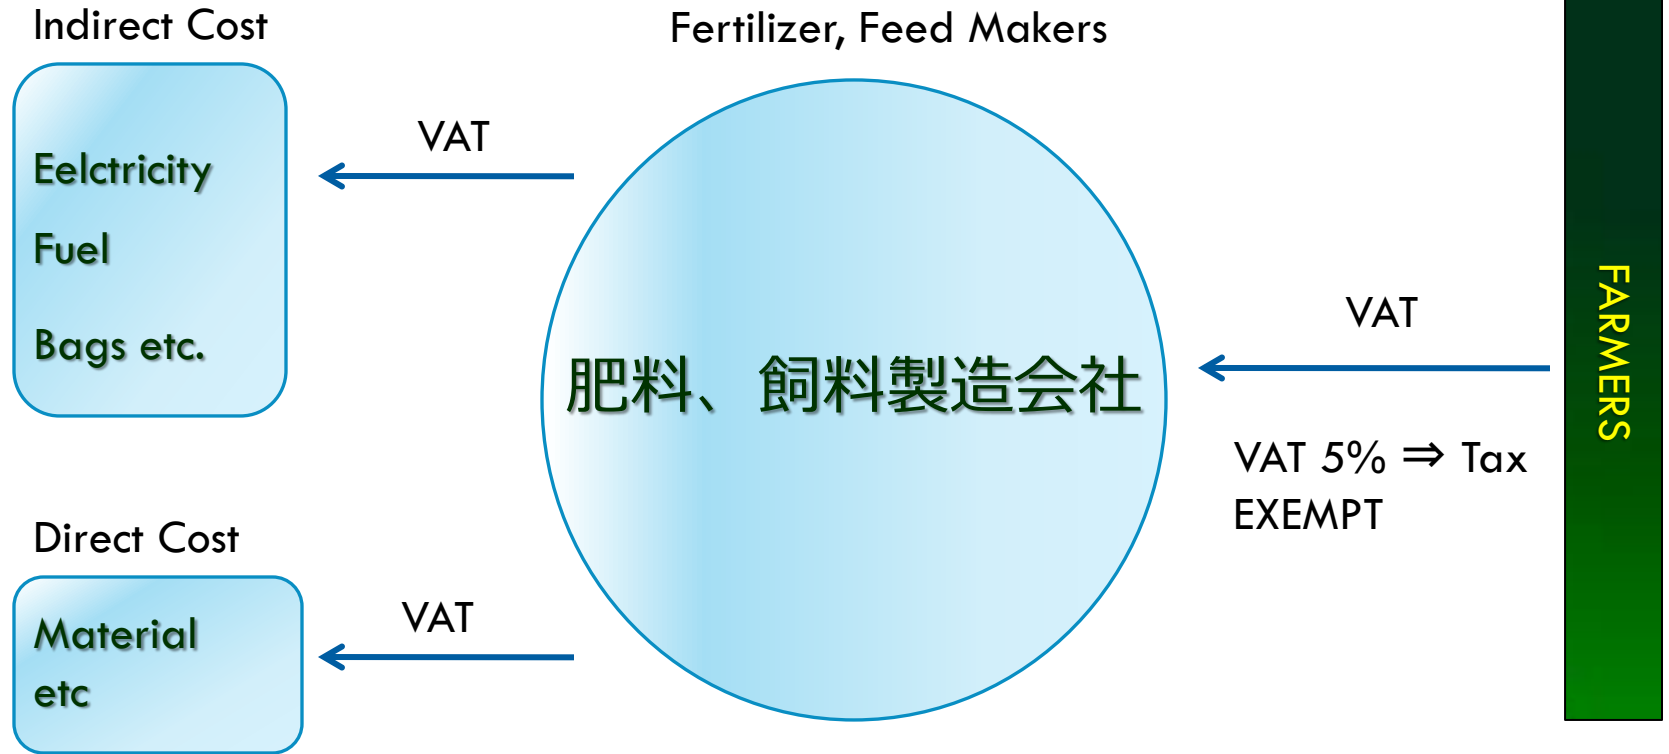 Indirect Cost
Eelctricity
Fuel
Bags etc.
VAT
Direct Cost
Material
etc
VAT
Fertilizer, Feed Makers
肥料、飼料製造会社
VAT
VAT 5% ⇒ Tax
EXEMPT
FARMERS